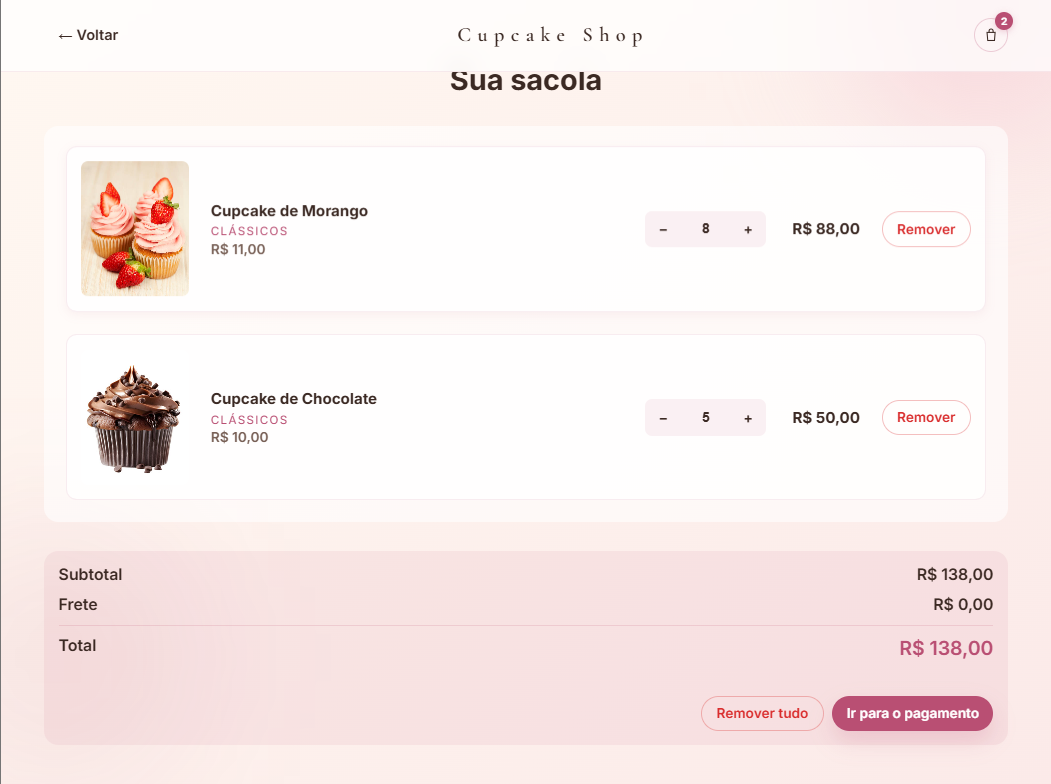 ← Voltar
Cupcake Shop
2
Sua sacola
Cupcake de Morango
CLÁSSICOS
R$ 11,00
− 8 +
R$ 88,00
Remover
Cupcake de Chocolate
CLÁSSICOS
R$ 10,00
− 5 +
R$ 50,00
Remover
Subtotal R$ 138,00
Frete R$ 0,00
Total R$ 138,00
Remover tudo
Ir para o pagamento